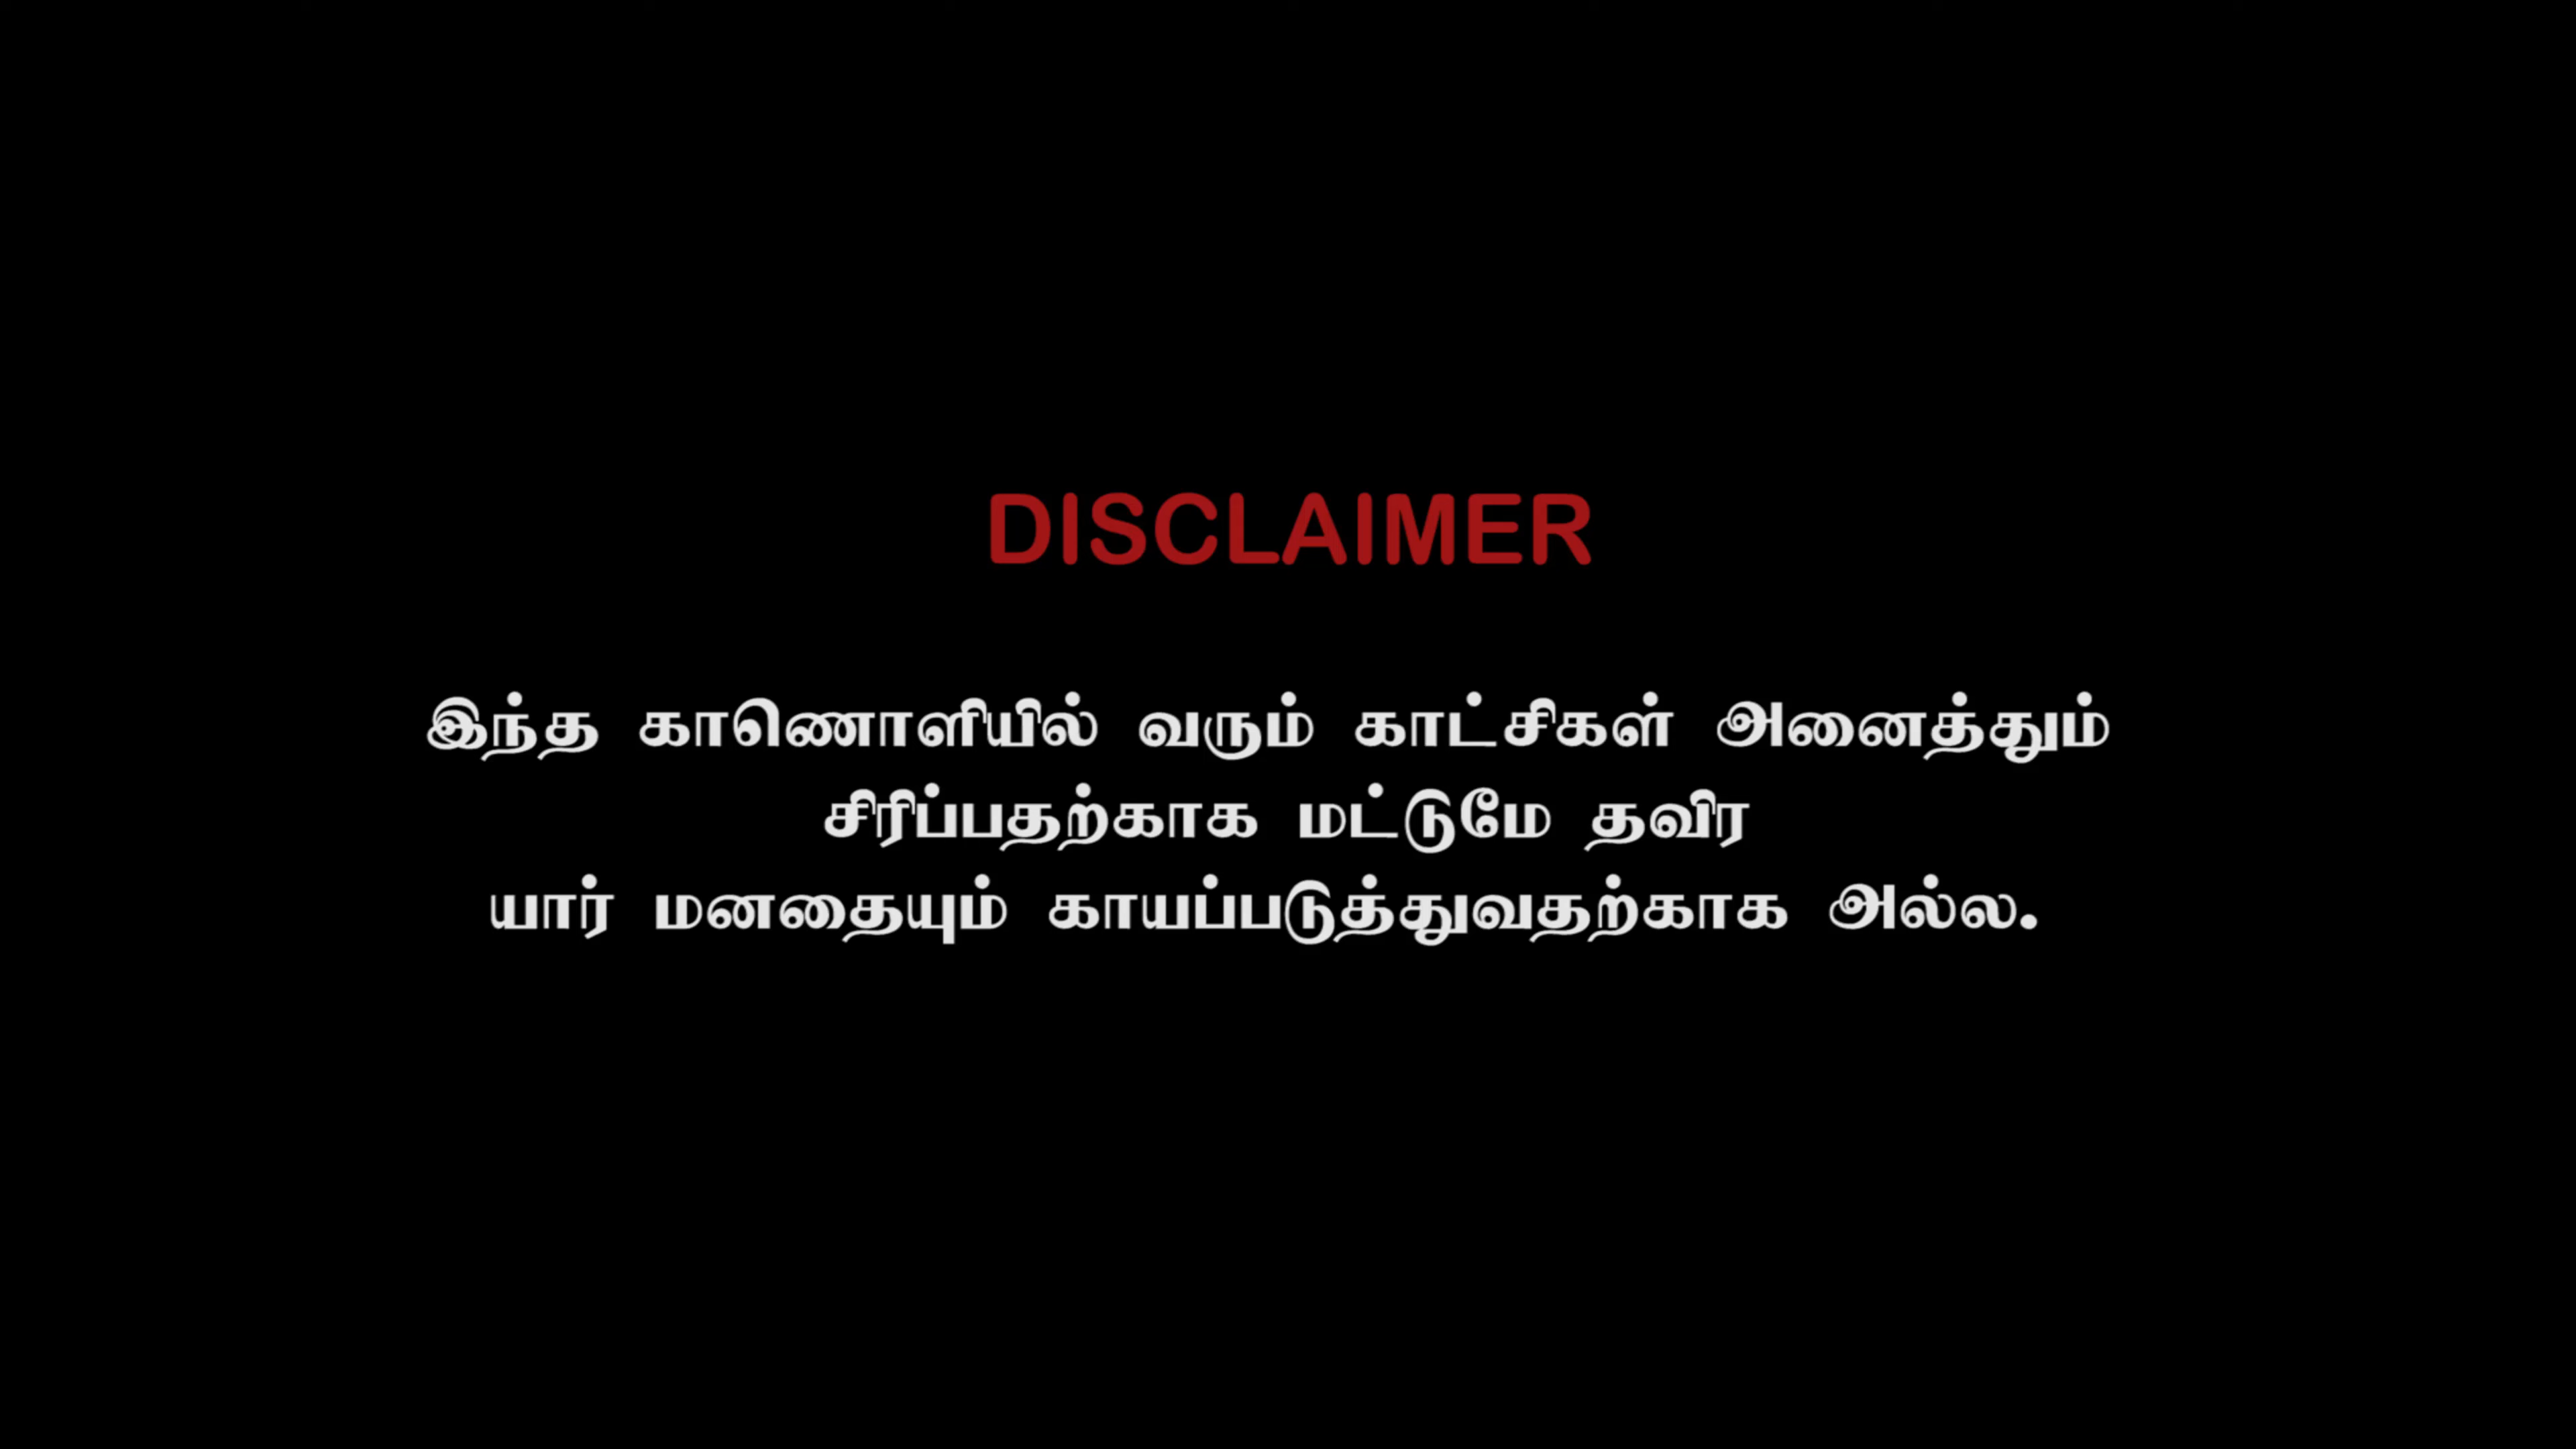 DISCLAIMER
இந்த காணொளியில் வரும் காட்சிகள் அனைத்தும்
சிரிப்பதற்காக மட்டுமே தவிர
யார் மனதையும் காயப்படுத்துவதற்காக அல்ல.